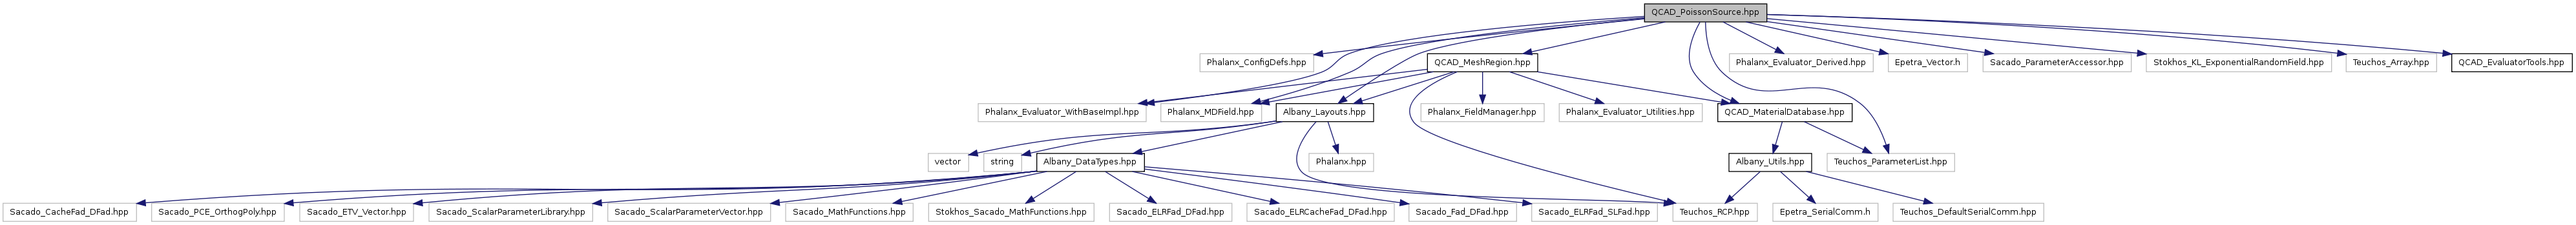 QCAD_PoissonSource.hpp
Phalanx_ConfigDefs.hpp
QCAD_MeshRegion.hpp
Phalanx_Evaluator_Derived.hpp
Epetra_Vector.h
Sacado_ParameterAccessor.hpp
Stokhos_KL_ExponentialRandomField.hpp
Teuchos_Array.hpp
QCAD_EvaluatorTools.hpp
Phalanx_Evaluator_WithBaseImpl.hpp
Phalanx_MDField.hpp
Albany_Layouts.hpp
Phalanx_FieldManager.hpp
Phalanx_Evaluator_Utilities.hpp
QCAD_MaterialDatabase.hpp
vector
string
Albany_DataTypes.hpp
Phalanx.hpp
Albany_Utils.hpp
Teuchos_ParameterList.hpp
Sacado_CacheFad_DFad.hpp
Sacado_PCE_OrthogPoly.hpp
Sacado_ETV_Vector.hpp
Sacado_ScalarParameterLibrary.hpp
Sacado_ScalarParameterVector.hpp
Sacado_MathFunctions.hpp
Stokhos_Sacado_MathFunctions.hpp
Sacado_ELRFad_DFad.hpp
Sacado_ELRCacheFad_DFad.hpp
Sacado_Fad_DFad.hpp
Sacado_ELRFad_SLFad.hpp
Teuchos_RCP.hpp
Epetra_SerialComm.h
Teuchos_DefaultSerialComm.hpp